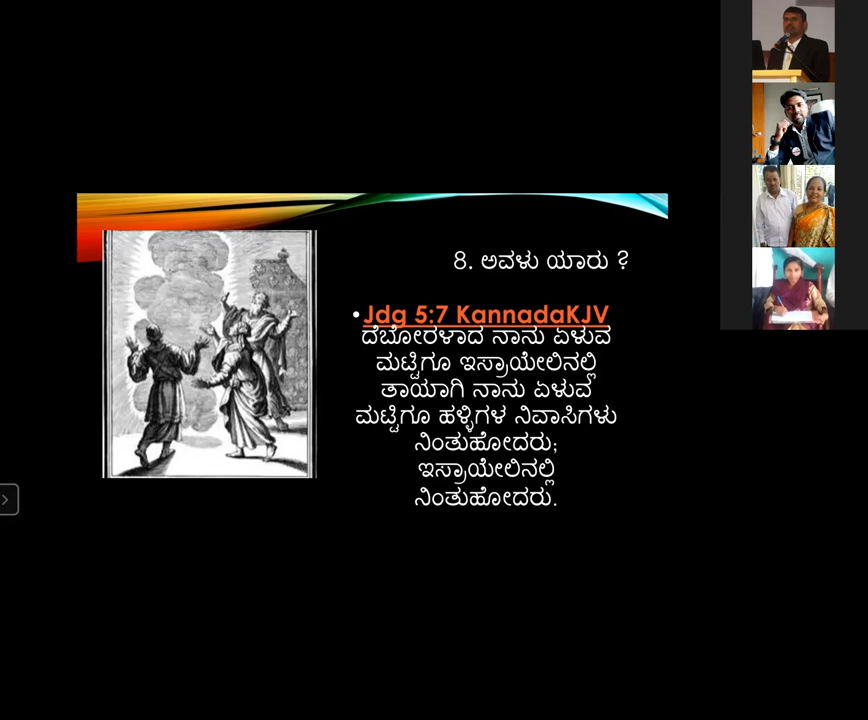 8. ಅವಳು ಯಾರು ?
• Jdg 5:7 KannadaKJV
ದೆಬೋರಳಾದ ನಾನು ಏಳುವ
ಮಟ್ಟಿಗೂ ಇಸ್ರಾಯೇಲಿನಲ್ಲಿ
ತಾಯಾಗಿ ನಾನು ಏಳುವ
ಮಟ್ಟಿಗೂ ಹಳ್ಳಿಗಳ ನಿವಾಸಿಗಳು
ನಿಂತುಹೋದರು;
ಇಸ್ರಾಯೇಲಿನಲ್ಲಿ
ನಿಂತುಹೋದರು.